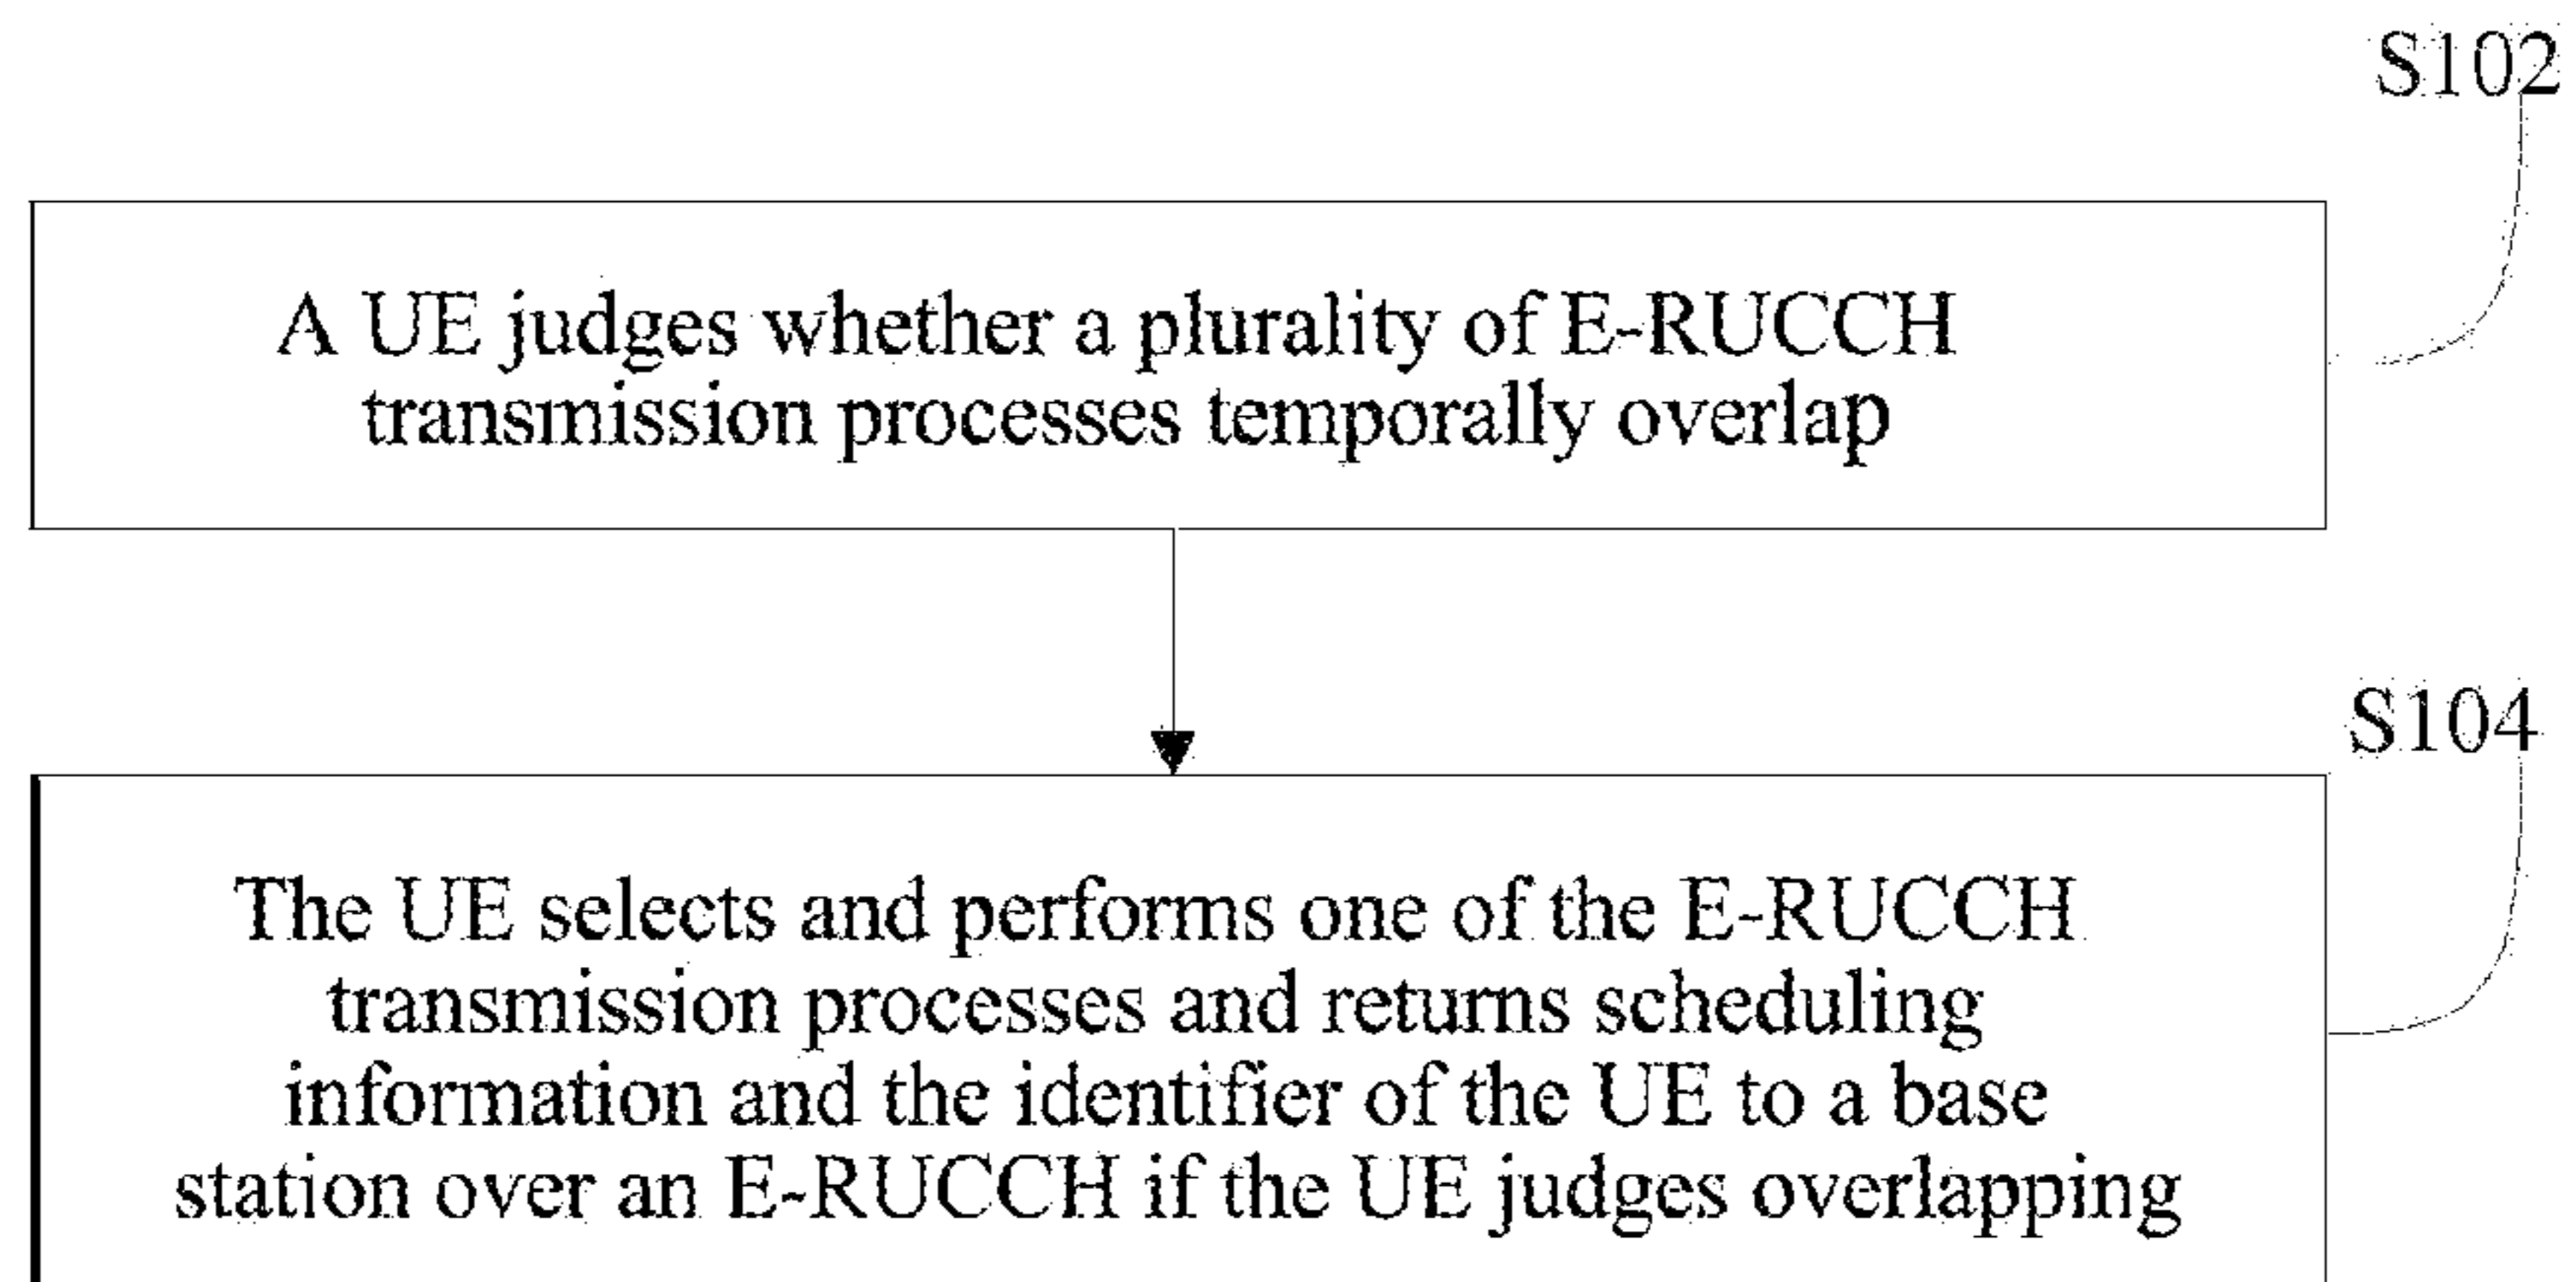 S102
A UE judges whether a plurality of E-RUCCH
transmission processes temporally overlap
S104
The UE selects and performs one of the E-RUCCH
transmission processes and returns scheduling
information and the identifier of the UE to a base
station over an E-RUCCH if the UE judges overlapping